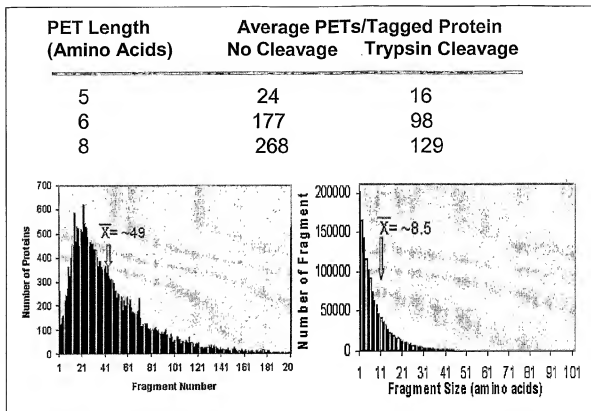 PET Length Average PETs/Tagged Protein
(Amino Acids) No Cleavage Trypsin Cleavage
5 24 16
6 177 98
8 268 129
Number of Proteins
700
600
500
400
300
200
100
0
X̄= ~49
1 21 41 61 81 101 121 141 161 181 20
Fragment Number
Number of Fragment
200000
150000
100000
50000
0
X̄= ~8.5
1 11 21 31 41 51 61 71 81 91 101
Fragment Size (amino acids)